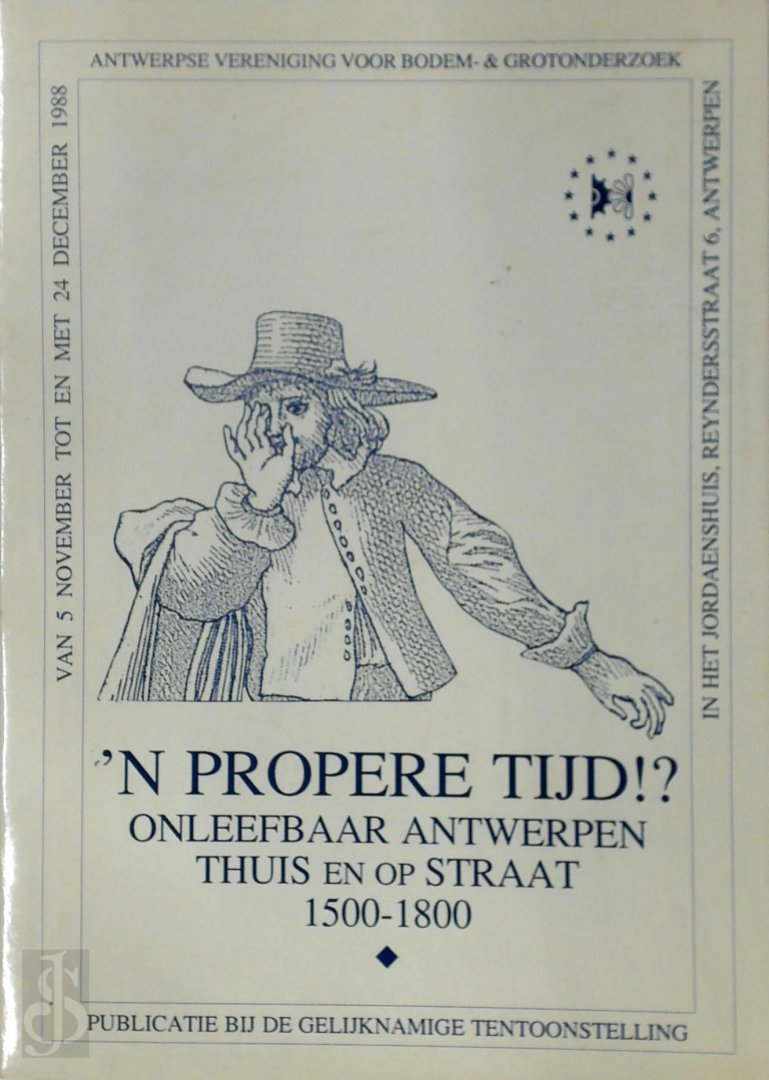 ANTWERPSE VERENIGING VOOR BODEM- & GROTONDERZOEK
VAN 5 NOVEMBER TOT EN MET 24 DECEMBER 1988
IN HET JORDAENSHUIS, REYNDERSSTRAAT 6, ANTWERPEN
’N PROPERE TIJD!?
ONLEEFBAAR ANTWERPEN
THUIS EN OP STRAAT
1500-1800
PUBLICATIE BIJ DE GELIJKNAMIGE TENTOONSTELLING